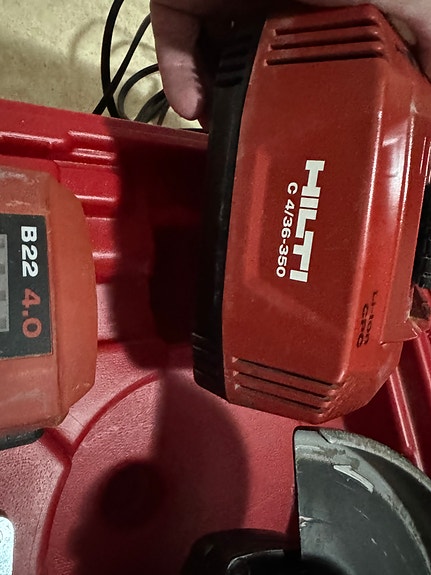 B22 4.0
HILTI
C 4/36-350
Li-Ion
CPC